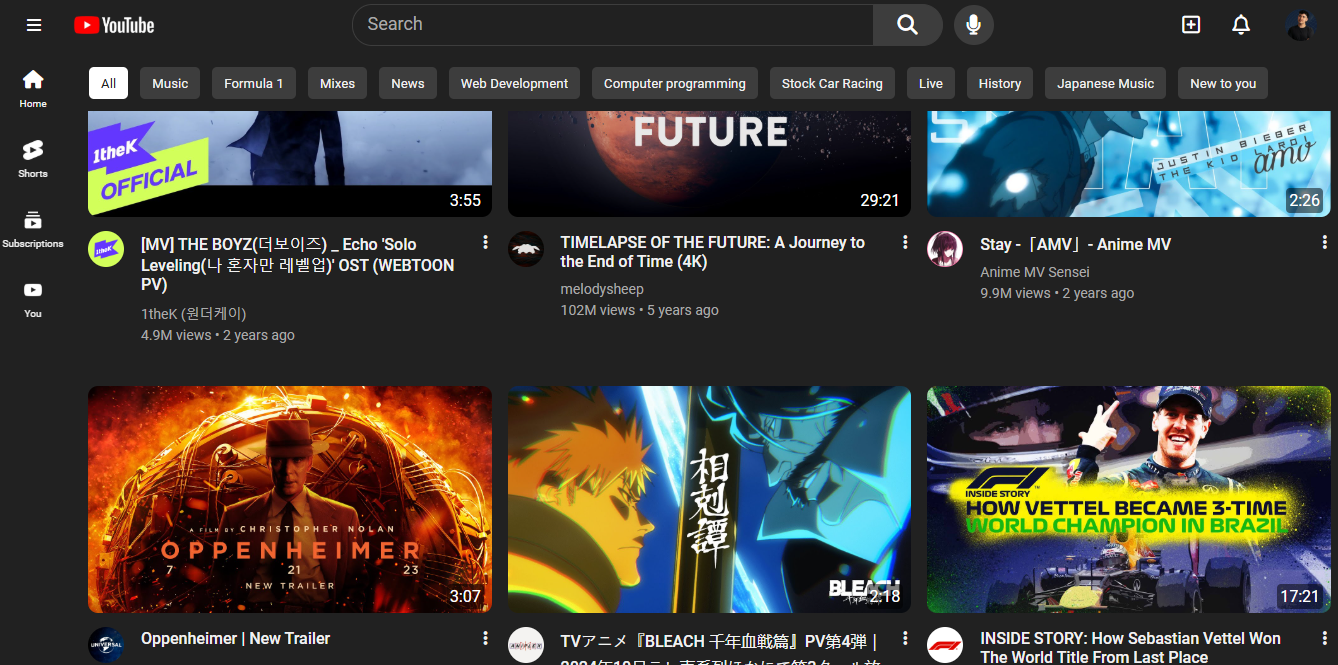 YouTube
Search
All
Music
Formula 1
Mixes
News
Web Development
Computer programming
Stock Car Racing
Live
History
Japanese Music
New to you
Home
Shorts
Subscriptions
You
1theK
OFFICIAL
3:55
FUTURE
29:21
JUSTIN BIEBER
THE KID LAROI
amv
2:26
1theK
[MV] THE BOYZ(더보이즈) _ Echo 'Solo
Leveling(나 혼자만 레벨업)' OST (WEBTOON
PV)
1theK (원더케이)
4.9M views • 2 years ago
TIMELAPSE OF THE FUTURE: A Journey to
the End of Time (4K)
melodysheep
102M views • 5 years ago
Stay -「AMV」- Anime MV
Anime MV Sensei
9.9M views • 2 years ago
A FILM BY CHRISTOPHER NOLAN
OPPENHEIMER
7 21 23
NEW TRAILER
3:07
相剋譚
BLEACH
2:18
F1
INSIDE STORY
HOW VETTEL BECAME 3-TIME
WORLD CHAMPION IN BRAZIL
17:21
UNIVERSAL
Oppenheimer | New Trailer
ANIPLEX
TVアニメ『BLEACH 千年血戦篇』PV第4弾｜
INSIDE STORY: How Sebastian Vettel Won
The World Title From Last Place